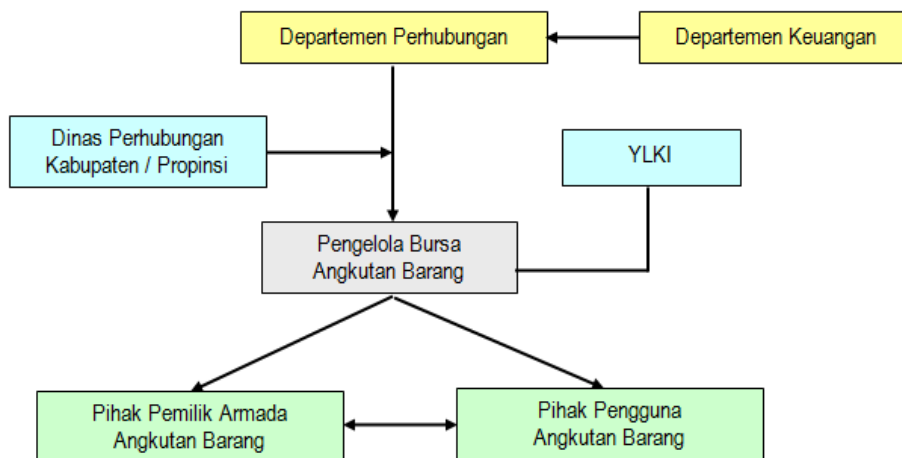 Departemen Perhubungan
Departemen Keuangan
Dinas Perhubungan
Kabupaten / Propinsi
YLKI
Pengelola Bursa
Angkutan Barang
Pihak Pemilik Armada
Angkutan Barang
Pihak Pengguna
Angkutan Barang